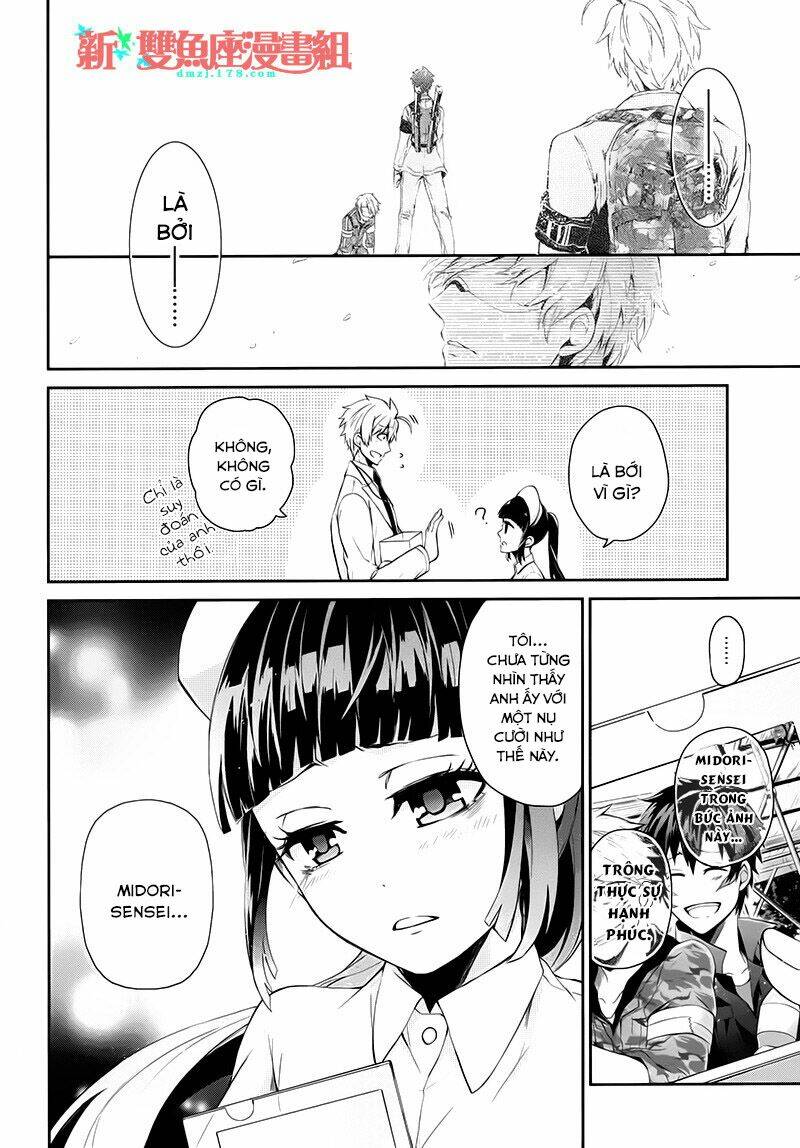 新·雙魚座漫畫組
dmzj.178.com
............
LÀ
BỞI
—......
LÀ BỞI
VÌ GÌ?
?
KHÔNG,
KHÔNG
CÓ GÌ.
Chỉ là
suy
đoán
của anh
thôi
......
MIDORI-
SENSEI
TRONG
BỨC ẢNH
NÀY...
TRÔNG
THỰC SỰ
HẠNH
PHÚC.
TÔI...
CHƯA TỪNG
NHÌN THẤY
ANH ẤY VỚI
MỘT NỤ
CƯỜI NHƯ
THẾ NÀY.
MIDORI-
SENSEI...